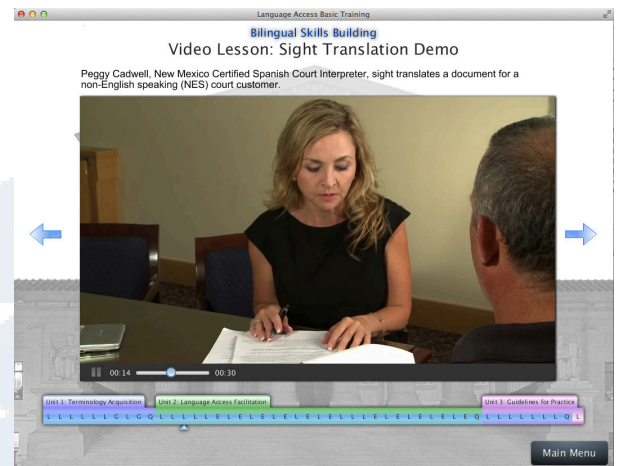 Language Access Basic Training
Bilingual Skills Building
Video Lesson: Sight Translation Demo
Peggy Cadwell, New Mexico Certified Spanish Court Interpreter, sight translates a document for a
non-English speaking (NES) court customer.
00:14 00:30
Unit 1: Terminology Acquisition Unit 2: Language Access Facilitation Unit 3: Guidelines for Practice
Main Menu